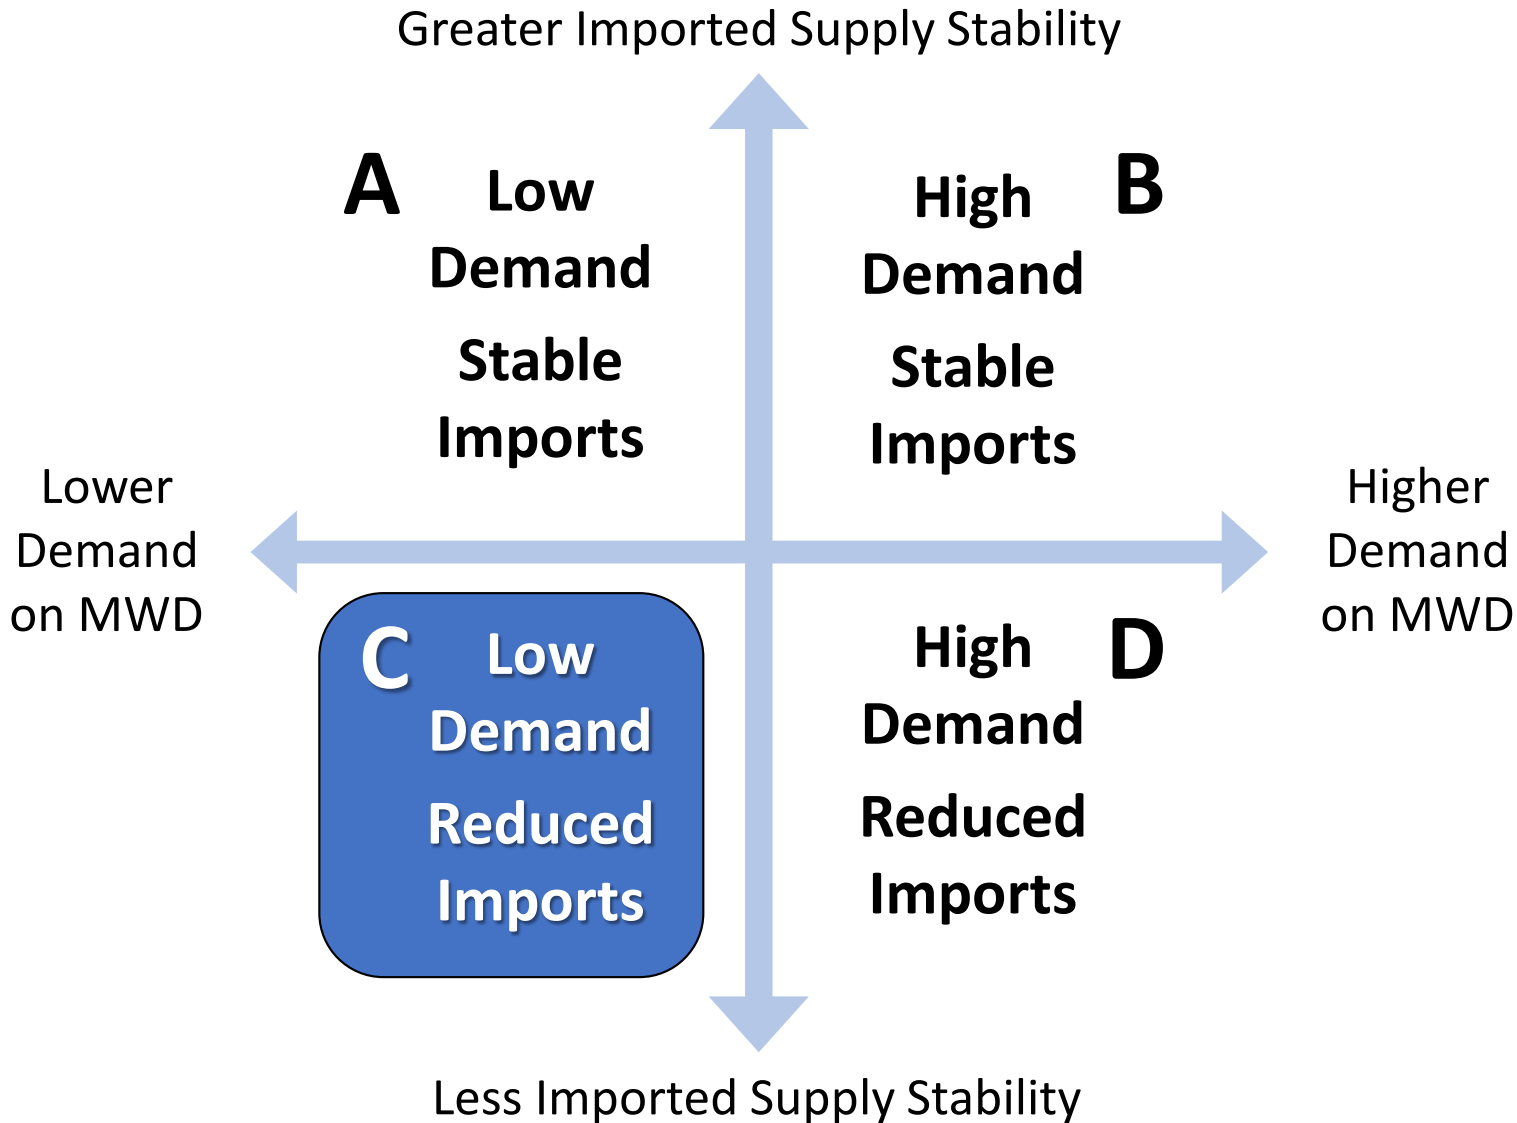 Greater Imported Supply Stability
A
Low
Demand
Stable
Imports
B
High
Demand
Stable
Imports
Lower
Demand
on MWD
Higher
Demand
on MWD
C
Low
Demand
Reduced
Imports
D
High
Demand
Reduced
Imports
Less Imported Supply Stability